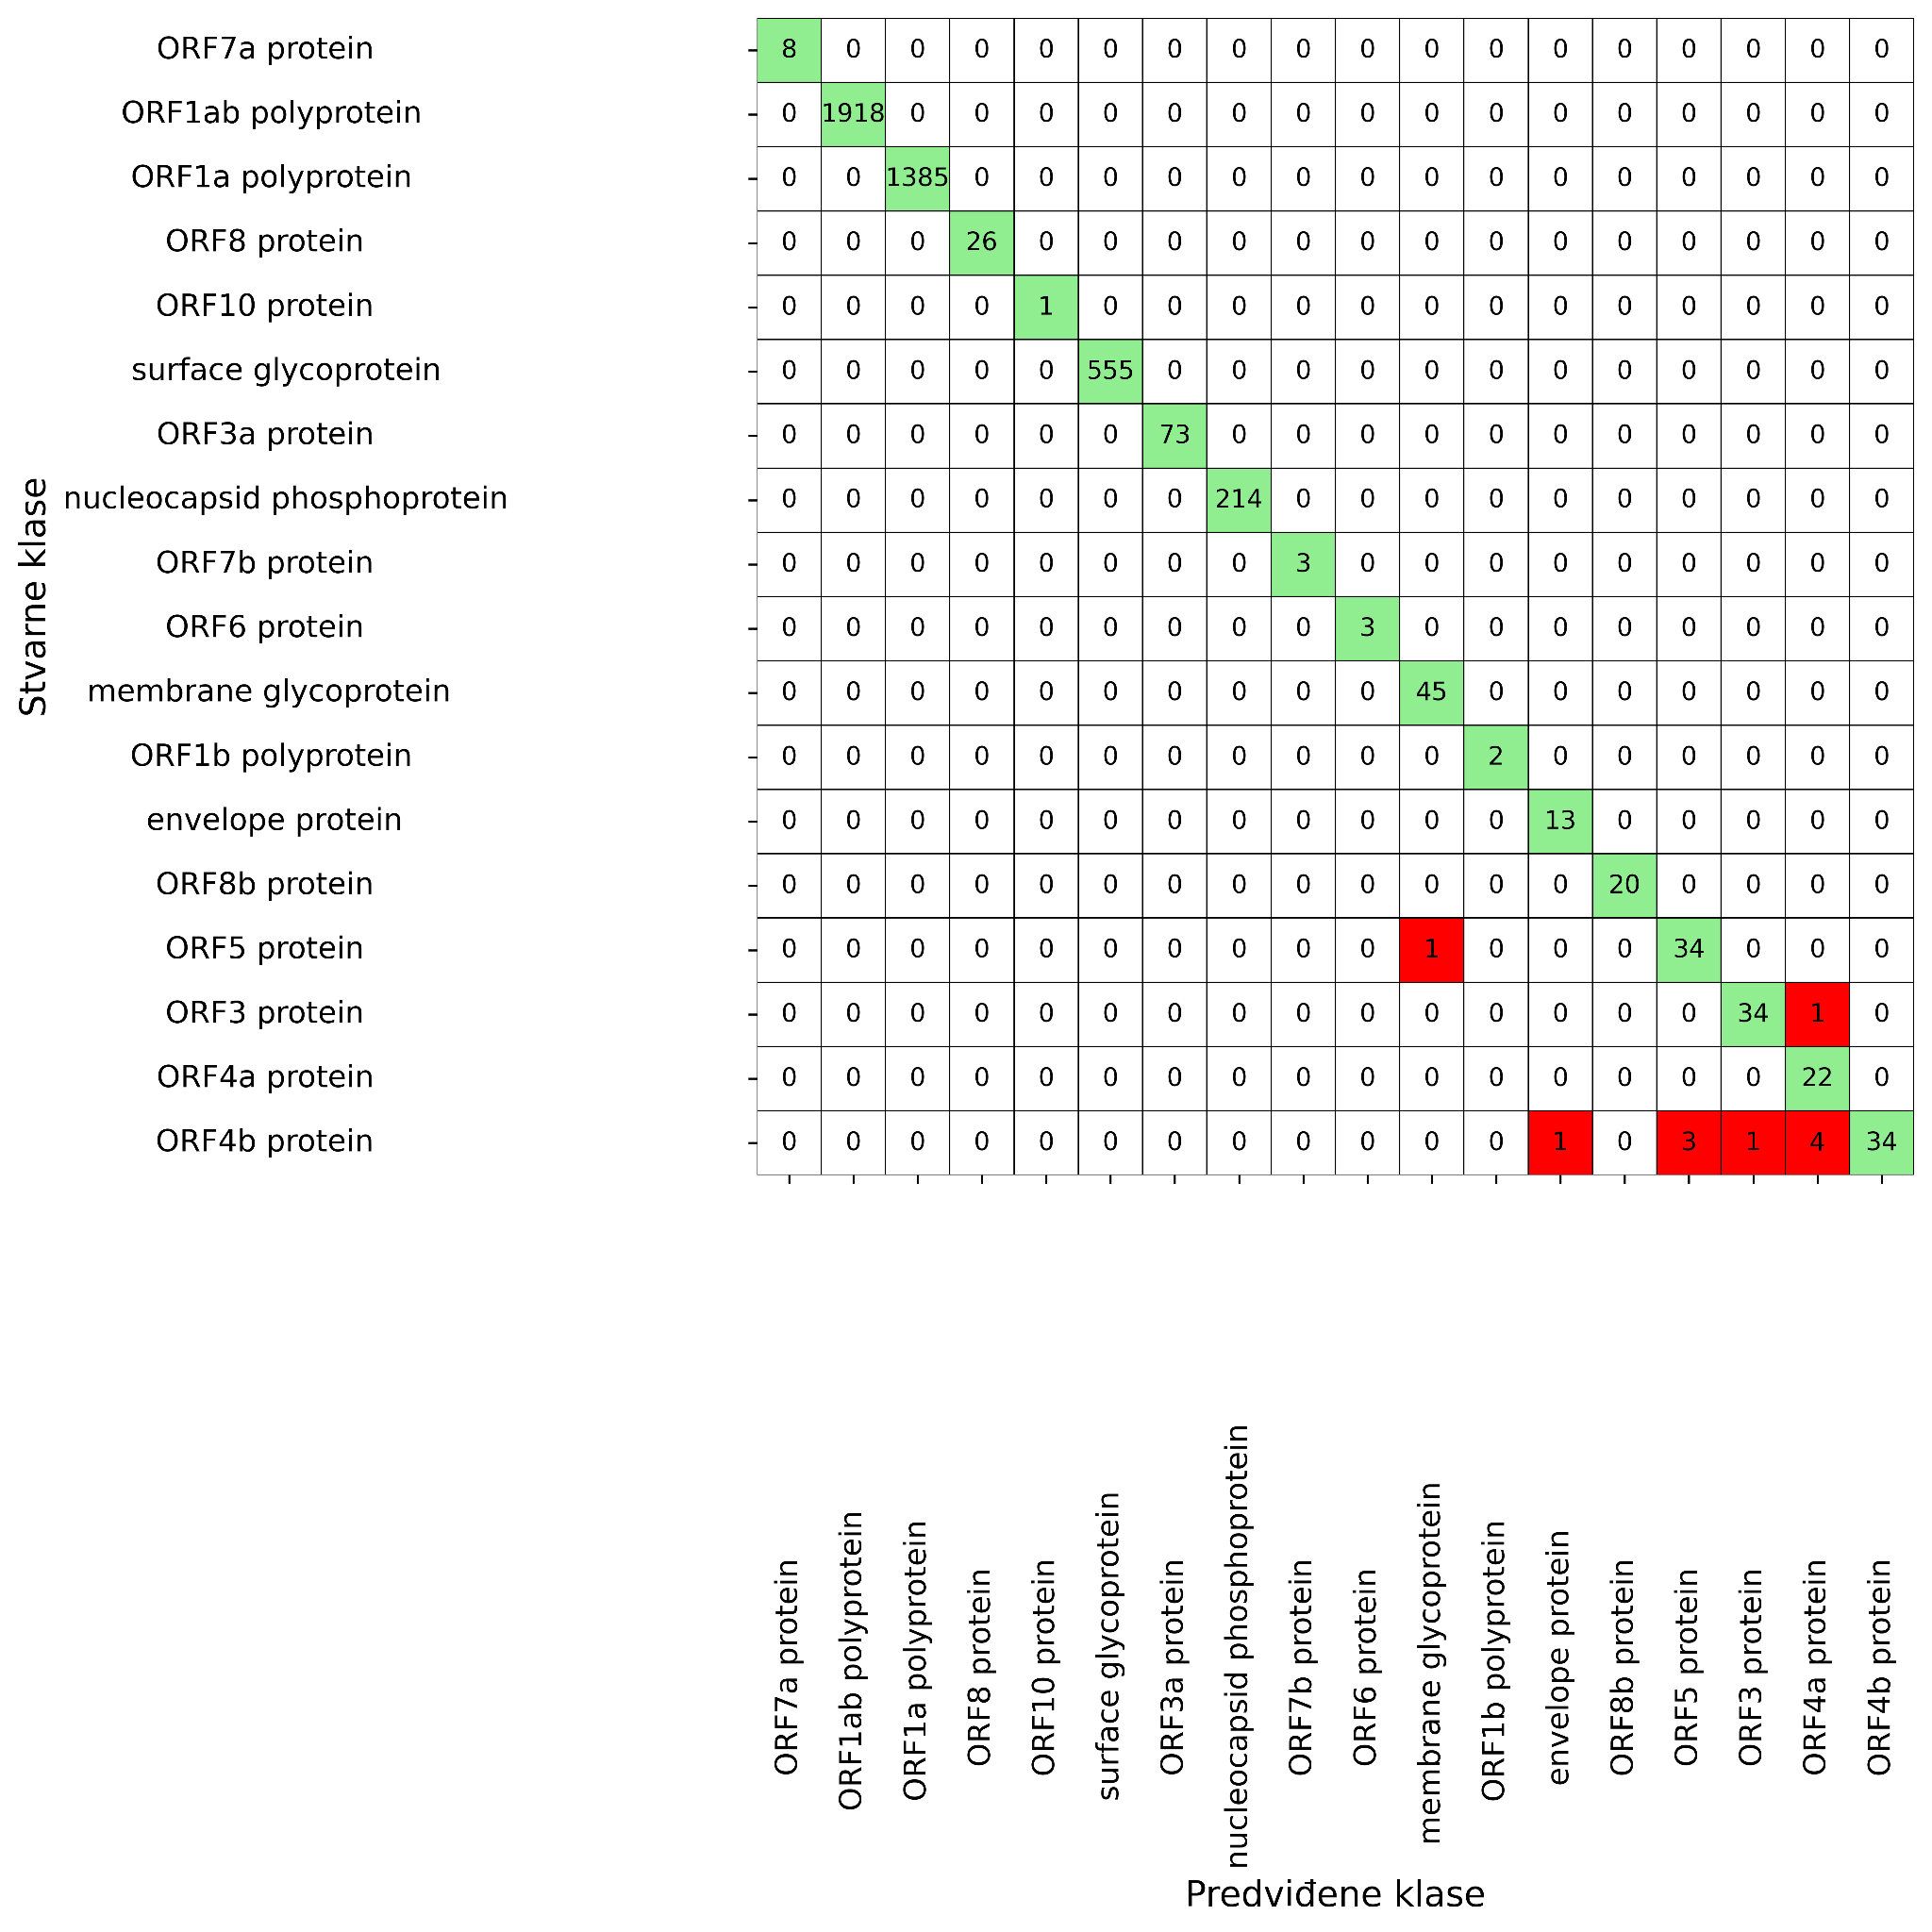 Stvarne klase
ORF7a protein 8 0 0 0 0 0 0 0 0 0 0 0 0 0 0 0 0 0
ORF1ab polyprotein 0 1918 0 0 0 0 0 0 0 0 0 0 0 0 0 0 0 0
ORF1a polyprotein 0 0 1385 0 0 0 0 0 0 0 0 0 0 0 0 0 0 0
ORF8 protein 0 0 0 26 0 0 0 0 0 0 0 0 0 0 0 0 0 0
ORF10 protein 0 0 0 0 1 0 0 0 0 0 0 0 0 0 0 0 0 0
surface glycoprotein 0 0 0 0 0 555 0 0 0 0 0 0 0 0 0 0 0 0
ORF3a protein 0 0 0 0 0 0 73 0 0 0 0 0 0 0 0 0 0 0
nucleocapsid phosphoprotein 0 0 0 0 0 0 0 214 0 0 0 0 0 0 0 0 0 0
ORF7b protein 0 0 0 0 0 0 0 0 3 0 0 0 0 0 0 0 0 0
ORF6 protein 0 0 0 0 0 0 0 0 0 3 0 0 0 0 0 0 0 0
membrane glycoprotein 0 0 0 0 0 0 0 0 0 0 45 0 0 0 0 0 0 0
ORF1b polyprotein 0 0 0 0 0 0 0 0 0 0 0 2 0 0 0 0 0 0
envelope protein 0 0 0 0 0 0 0 0 0 0 0 0 13 0 0 0 0 0
ORF8b protein 0 0 0 0 0 0 0 0 0 0 0 0 0 20 0 0 0 0
ORF5 protein 0 0 0 0 0 0 0 0 0 0 1 0 0 0 34 0 0 0
ORF3 protein 0 0 0 0 0 0 0 0 0 0 0 0 0 0 0 34 1 0
ORF4a protein 0 0 0 0 0 0 0 0 0 0 0 0 0 0 0 0 22 0
ORF4b protein 0 0 0 0 0 0 0 0 0 0 0 0 1 0 3 1 4 34
ORF7a protein
ORF1ab polyprotein
ORF1a polyprotein
ORF8 protein
ORF10 protein
surface glycoprotein
ORF3a protein
nucleocapsid phosphoprotein
ORF7b protein
ORF6 protein
membrane glycoprotein
ORF1b polyprotein
envelope protein
ORF8b protein
ORF5 protein
ORF3 protein
ORF4a protein
ORF4b protein
Predviđene klase